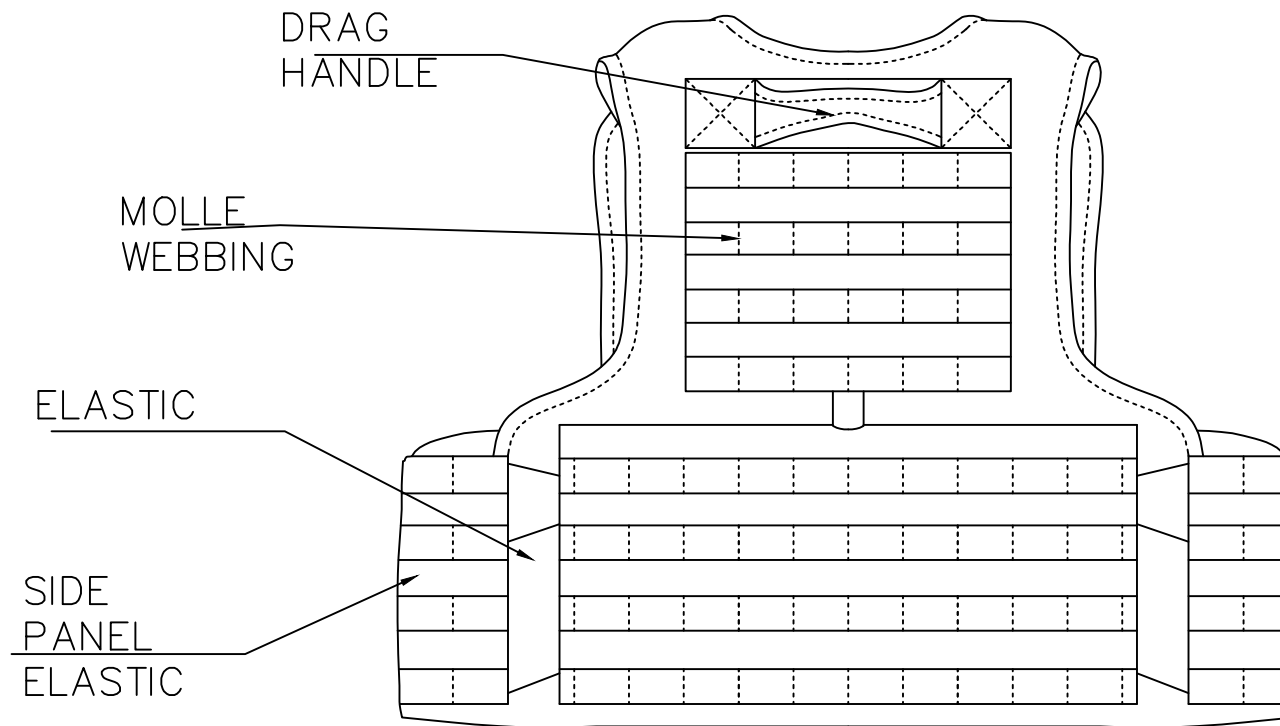 DRAG
HANDLE
MOLLE
WEBBING
ELASTIC
SIDE
PANEL
ELASTIC